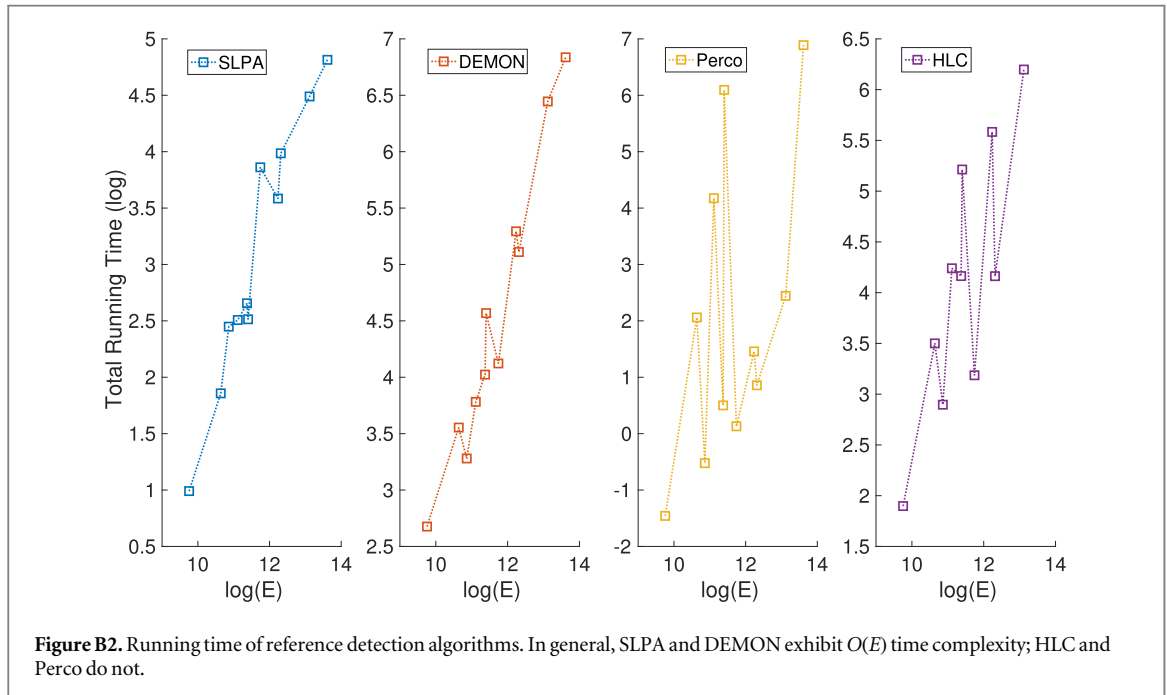 SLPA
DEMON
Perco
HLC
Total Running Time (log)
5
4.5
4
3.5
3
2.5
2
1.5
1
0.5
10 12 14
log(E)
7
6.5
6
5.5
5
4.5
4
3.5
3
2.5
10 12 14
log(E)
7
6
5
4
3
2
1
0
-1
-2
10 12 14
log(E)
6.5
6
5.5
5
4.5
4
3.5
3
2.5
2
1.5
10 12 14
log(E)
Figure B2. Running time of reference detection algorithms. In general, SLPA and DEMON exhibit O(E) time complexity; HLC and
Perco do not.